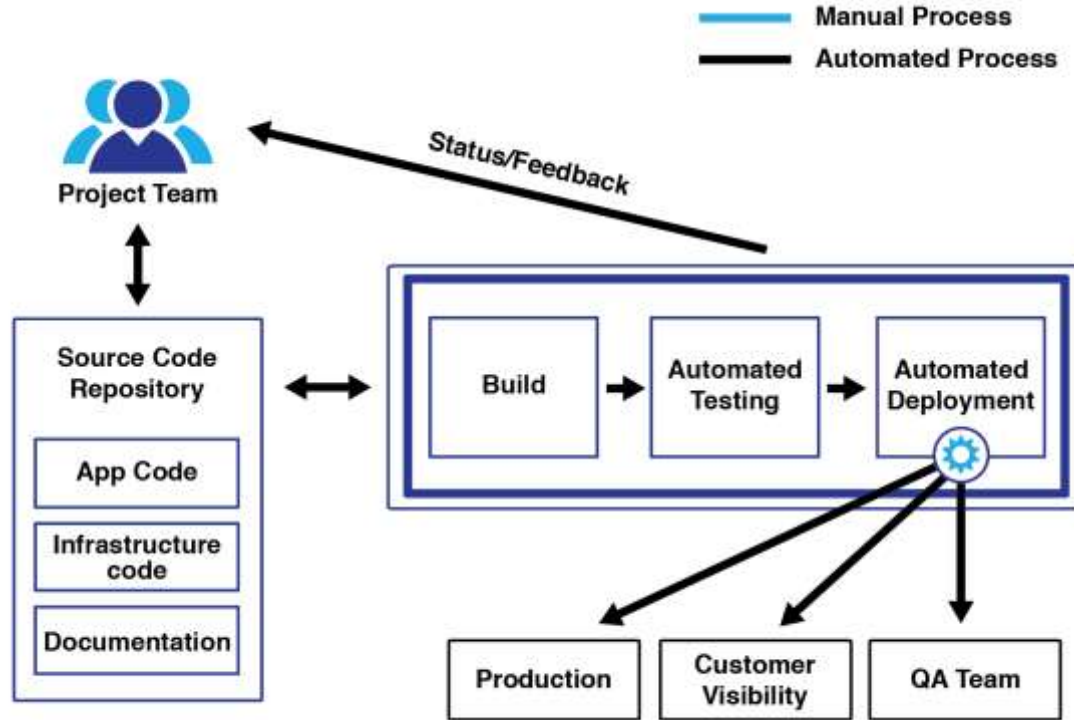 Manual Process
Automated Process
Status/Feedback
Project Team
Source Code
Repository
App Code
Infrastructure
code
Documentation
Build
Automated
Testing
Automated
Deployment
Production
Customer
Visibility
QA Team